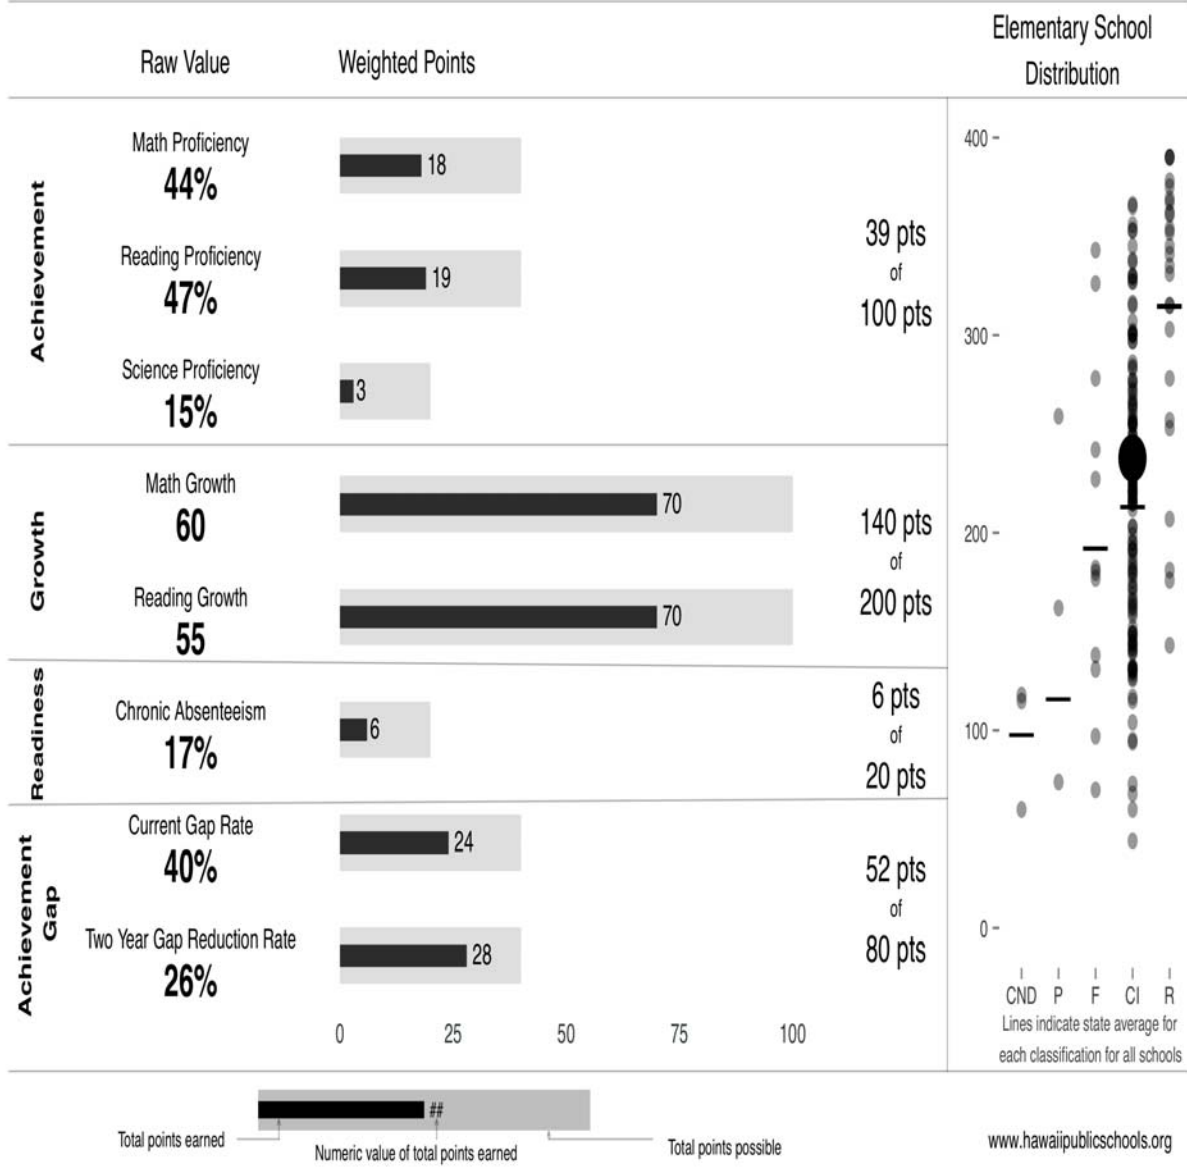 Raw Value
Weighted Points
Elementary School
Distribution
Achievement
Math Proficiency
44%
18
Reading Proficiency
47%
19
Science Proficiency
15%
3
39 pts
of
100 pts
Growth
Math Growth
60
70
Reading Growth
55
70
140 pts
of
200 pts
Readiness
Chronic Absenteeism
17%
6
6 pts
of
20 pts
Achievement
Gap
Current Gap Rate
40%
24
Two Year Gap Reduction Rate
26%
28
52 pts
of
80 pts
0 25 50 75 100
400
300
200
100
0
CND P F CI R
Lines indicate state average for
each classification for all schools
##
Total points earned
Numeric value of total points earned
Total points possible
www.hawaiipublicschools.org